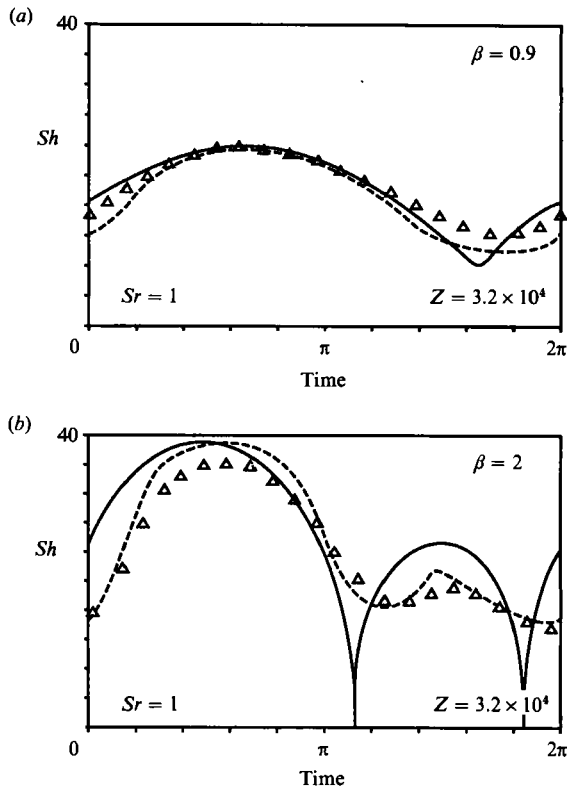 (a)
40
β = 0.9
Sh
Sr = 1
Z = 3.2 × 10⁴
0
π
2π
Time
(b)
40
β = 2
Sh
Sr = 1
Z = 3.2 × 10⁴
0
π
2π
Time